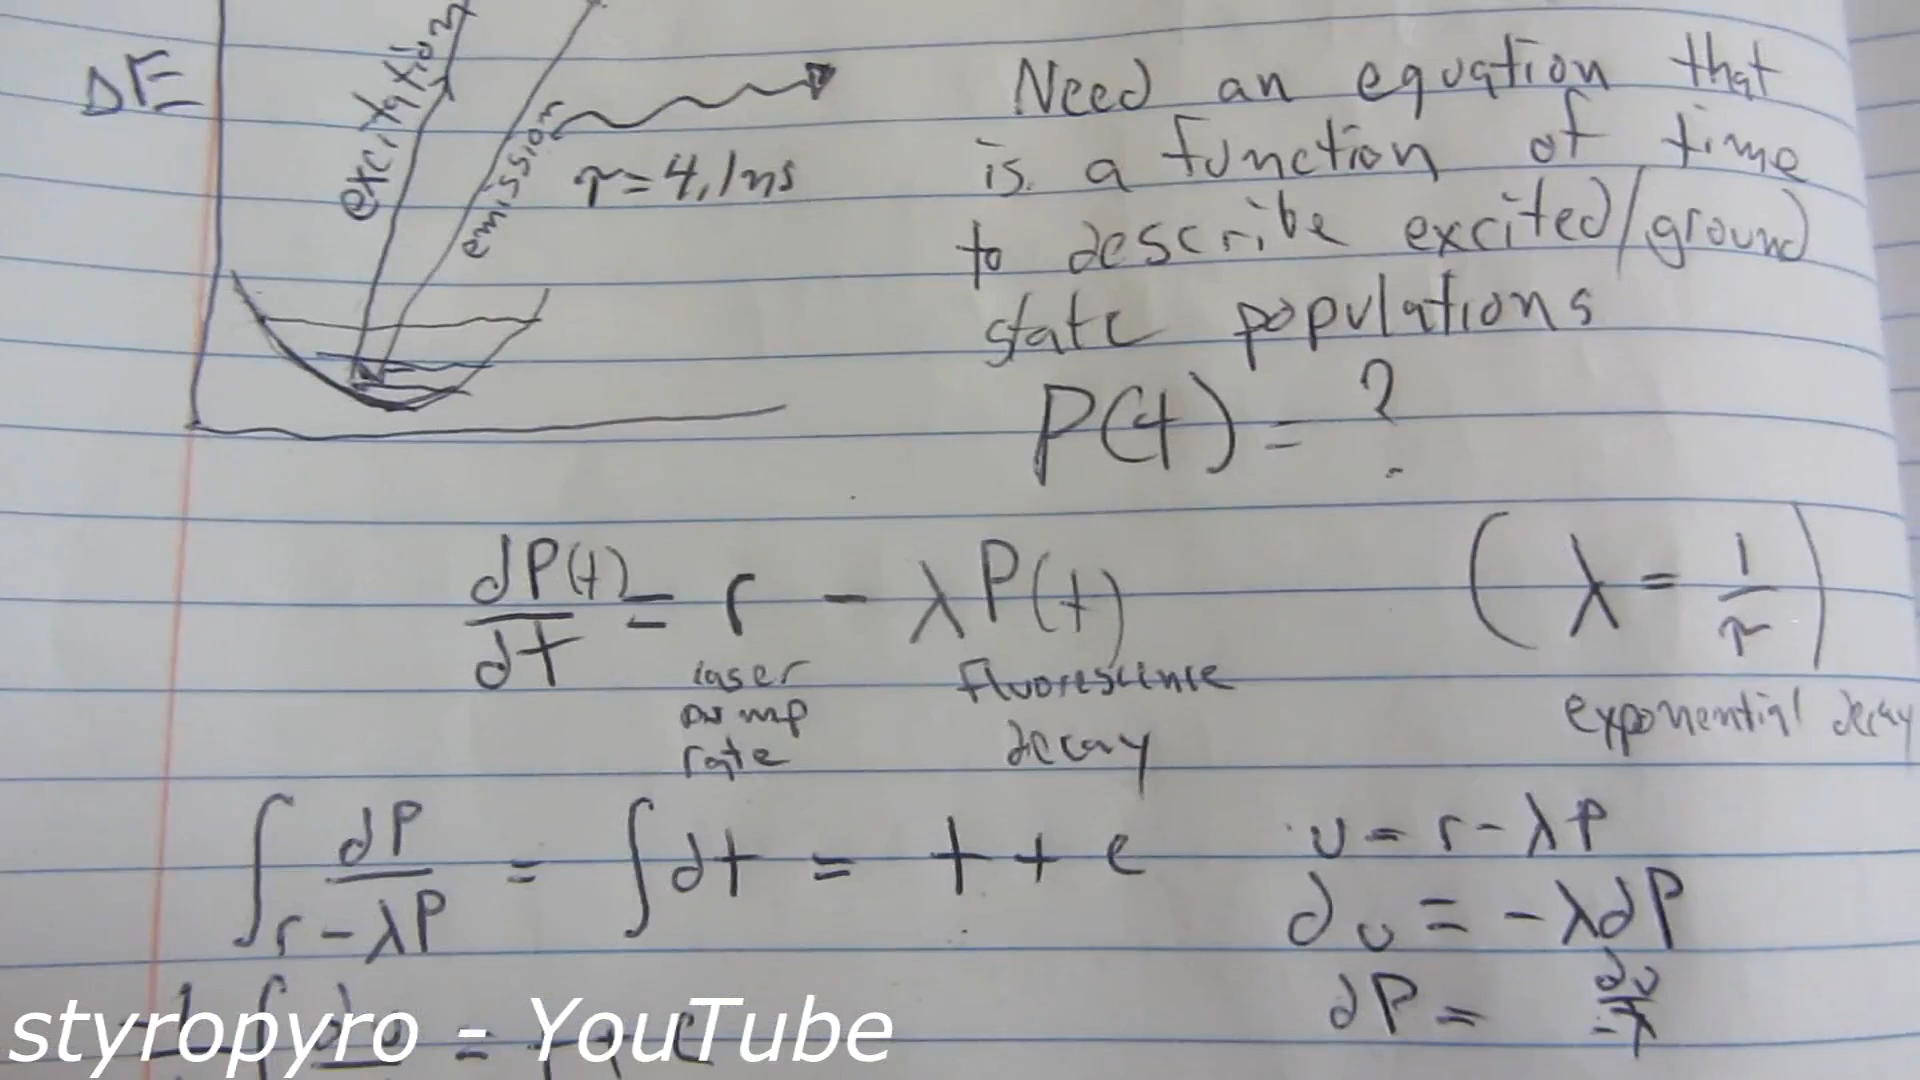 ΔE
excitation
emission
τ = 4.1ns
Need an equation that
is a function of time
to describe excited/ground
state populations
P(t) = ?
dP(t)/dt = r - λP(t)
laser
pump
rate
fluorescence
decay
(λ = 1/τ)
exponential decay
∫ dP/(r - λP) = ∫dt = t + c
u = r - λP
du = -λdP
dP = du/-λ
∫ du = t + c
styropyro - YouTube